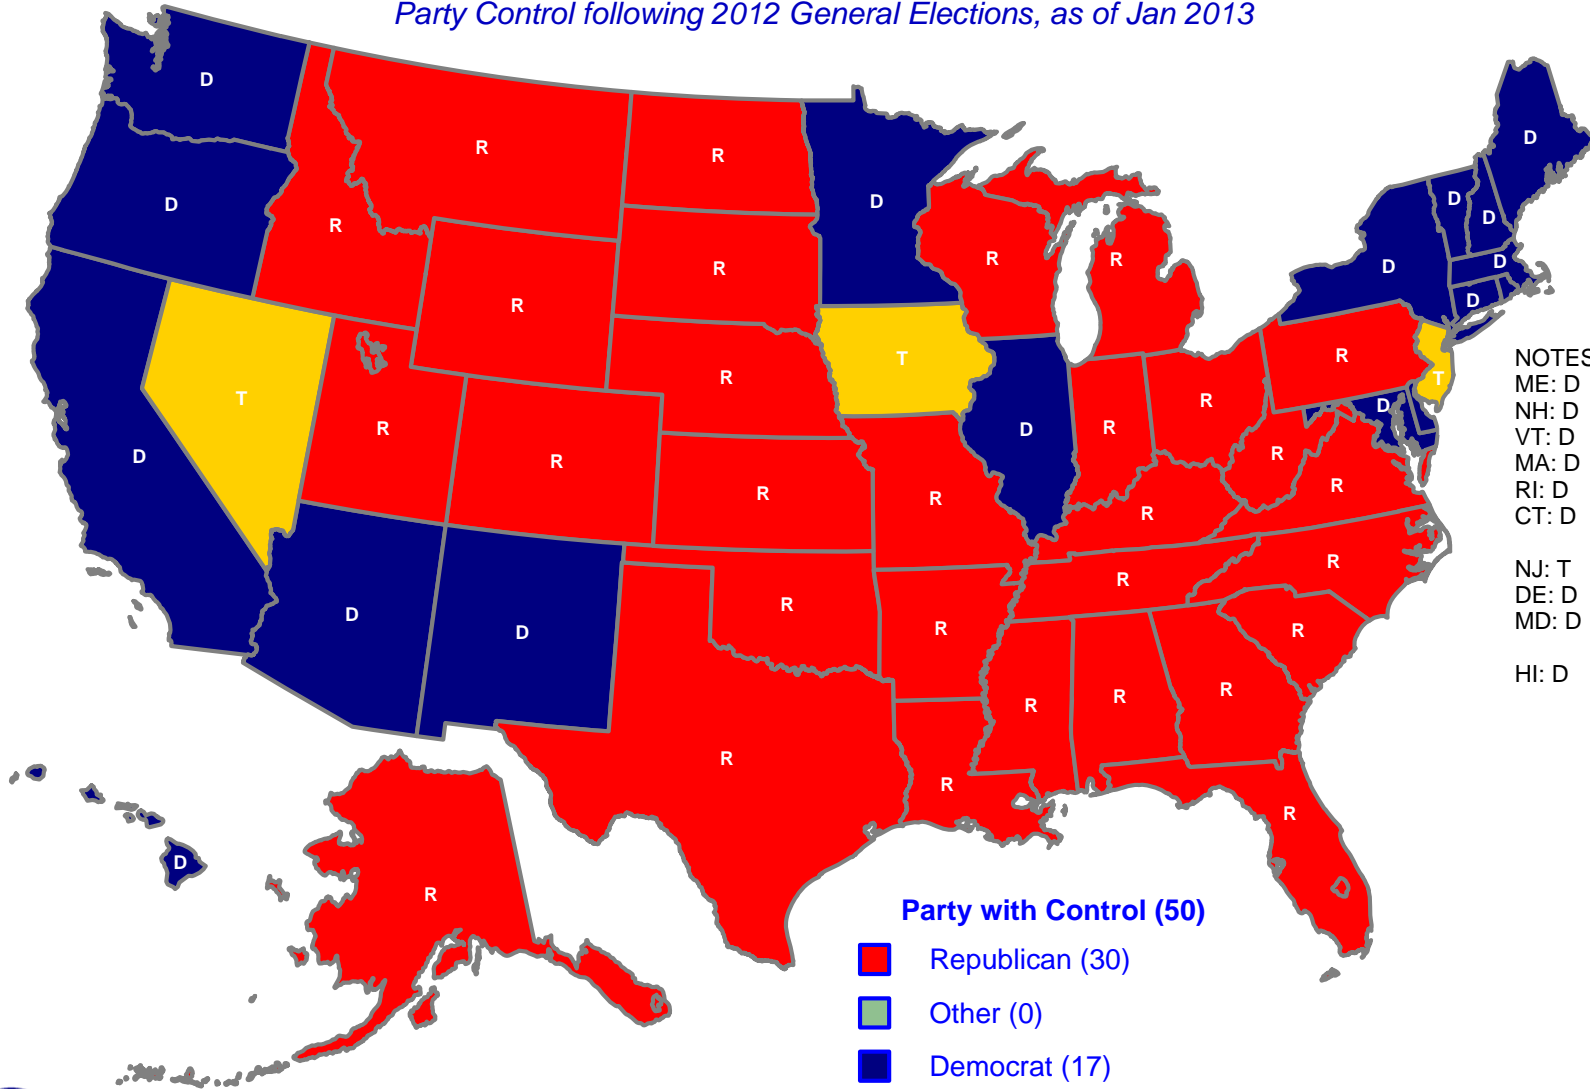 Party Control following 2012 General Elections, as of Jan 2013
D
D
R
R
R
D
D
D
D
D
R
R
R
R
R
D
D
D
D
T
R
R
T
R
R
R
T
D
D
R
R
R
D
R
R
R
R
R
R
R
D
D
R
R
R
R
R
R
R
R
R
R
R
D
R
NOTES
ME: D
NH: D
VT: D
MA: D
RI: D
CT: D
NJ: T
DE: D
MD: D
HI: D
Party with Control (50)
Republican (30)
Other (0)
Democrat (17)